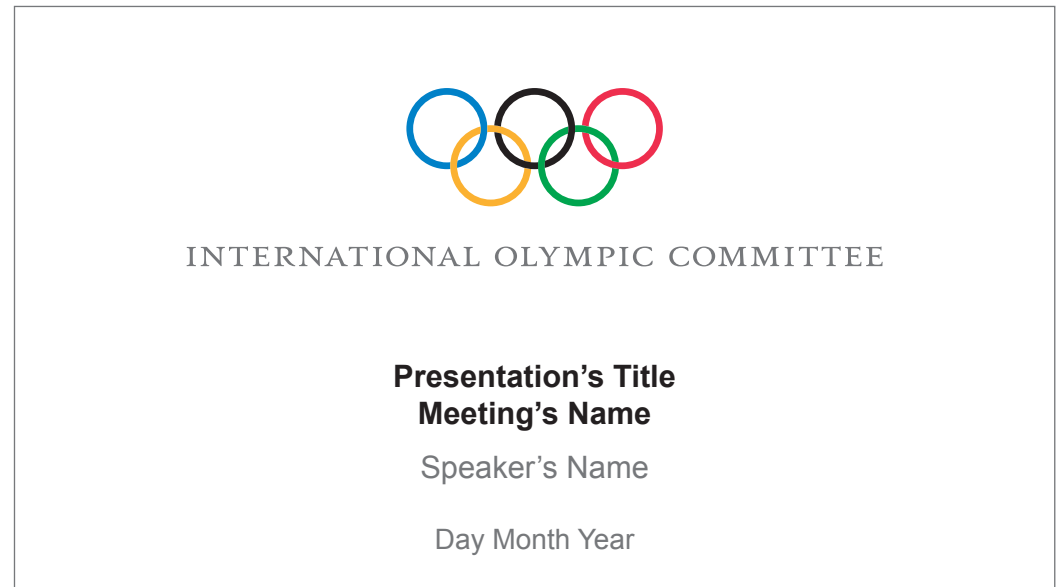 INTERNATIONAL OLYMPIC COMMITTEE
Presentation’s Title
Meeting’s Name
Speaker’s Name
Day Month Year